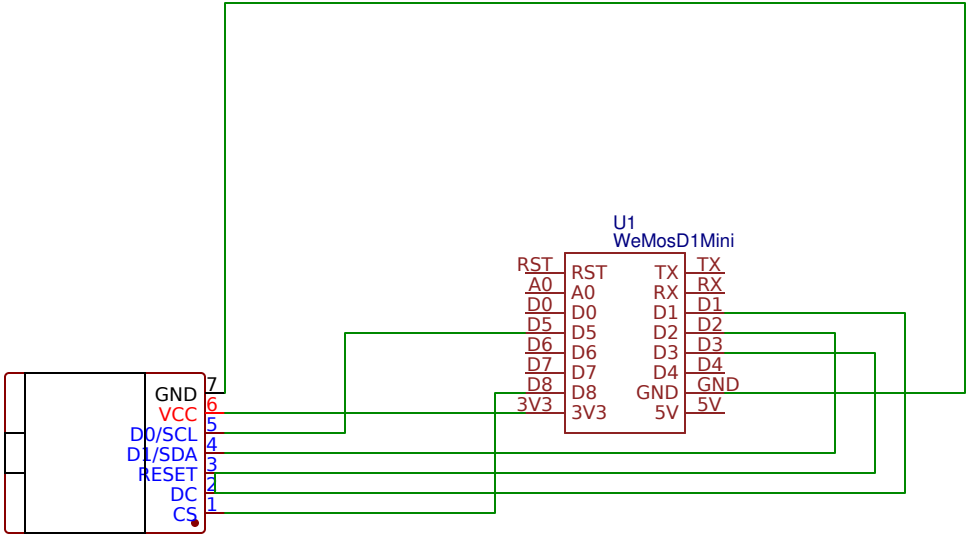 U1
WeMosD1Mini
RST RST TX TX
A0 A0 RX RX
D0 D0 D1 D1
D5 D5 D2 D2
D6 D6 D3 D3
D7 D7 D4 D4
D8 D8 GND GND
3V3 3V3 5V 5V
GND 7
VCC 6
D0/SCL 5
D1/SDA 4
RESET 3
DC 2
CS 1